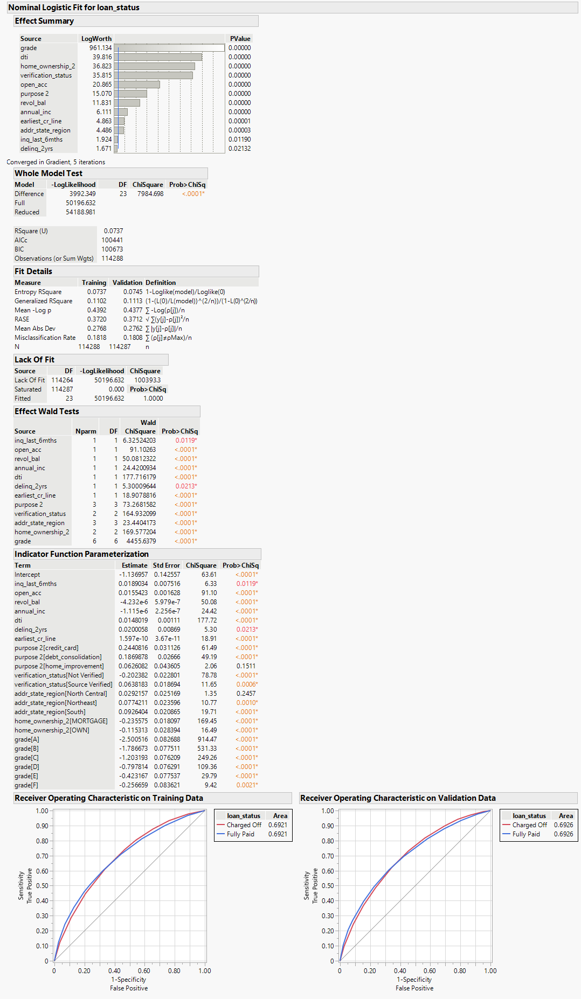 Nominal Logistic Fit for loan_status
Effect Summary
Source LogWorth PValue
grade 961.134 0.00000
dti 39.816 0.00000
home_ownership_2 36.823 0.00000
verification_status 35.815 0.00000
open_acc 20.865 0.00000
purpose 2 15.070 0.00000
revol_bal 11.831 0.00000
annual_inc 6.111 0.00000
earliest_cr_line 4.863 0.00001
addr_state_region 4.486 0.00003
inq_last_6mths 1.924 0.01190
delinq_2yrs 1.671 0.02132
Converged in Gradient, 5 iterations
Whole Model Test
Model -LogLikelihood DF ChiSquare Prob>ChiSq
Difference 3992.349 23 7984.698 <.0001*
Full 50196.632
Reduced 54188.981
RSquare (U) 0.0737
AICc 100441
BIC 100673
Observations (or Sum Wgts) 114288
Fit Details
Measure Training Validation Definition
Entropy RSquare 0.0737 0.0745 1-Loglike(model)/Loglike(0)
Generalized RSquare 0.1102 0.1113 (1-(L(0)/L(model))^(2/n))/(1-L(0)^(2/n))
Mean -Log p 0.4392 0.4377 ∑ -Log(ρ[j])/n
RASE 0.3720 0.3712 √ ∑(y[j]-ρ[j])²/n
Mean Abs Dev 0.2768 0.2762 ∑ |y[j]-ρ[j]|/n
Misclassification Rate 0.1818 0.1808 ∑ (ρ[j]≠ρMax)/n
N 114288 114287 n
Lack Of Fit
Source DF -LogLikelihood ChiSquare
Lack Of Fit 114264 50196.632 100393.3
Saturated 114287 0.000 Prob>ChiSq
Fitted 23 50196.632 1.0000
Effect Wald Tests
Wald
Source Nparm DF ChiSquare Prob>ChiSq
inq_last_6mths 1 1 6.32524203 0.0119*
open_acc 1 1 91.10263 <.0001*
revol_bal 1 1 50.0812322 <.0001*
annual_inc 1 1 24.4200934 <.0001*
dti 1 1 177.716179 <.0001*
delinq_2yrs 1 1 5.30009644 0.0213*
earliest_cr_line 1 1 18.9078816 <.0001*
purpose 2 3 3 73.2681582 <.0001*
verification_status 2 2 164.932099 <.0001*
addr_state_region 3 3 23.4404173 <.0001*
home_ownership_2 2 2 169.577204 <.0001*
grade 6 6 4455.6379 <.0001*
Indicator Function Parameterization
Term Estimate Std Error ChiSquare Prob>ChiSq
Intercept -1.136957 0.142557 63.61 <.0001*
inq_last_6mths 0.0189034 0.007516 6.33 0.0119*
open_acc 0.0155423 0.001628 91.10 <.0001*
revol_bal -4.232e-6 5.979e-7 50.08 <.0001*
annual_inc -1.115e-6 2.256e-7 24.42 <.0001*
dti 0.0148019 0.00111 177.72 <.0001*
delinq_2yrs 0.0200058 0.00869 5.30 0.0213*
earliest_cr_line 1.597e-10 3.67e-11 18.91 <.0001*
purpose 2[credit_card] 0.2440816 0.031126 61.49 <.0001*
purpose 2[debt_consolidation] 0.1869878 0.02666 49.19 <.0001*
purpose 2[home_improvement] 0.0626082 0.043605 2.06 0.1511
verification_status[Not Verified] -0.202382 0.022801 78.78 <.0001*
verification_status[Source Verified] 0.0638183 0.018694 11.65 0.0006*
addr_state_region[North Central] 0.0292157 0.025169 1.35 0.2457
addr_state_region[Northeast] 0.0774211 0.023596 10.77 0.0010*
addr_state_region[South] 0.0926404 0.020865 19.71 <.0001*
home_ownership_2[MORTGAGE] -0.235575 0.018097 169.45 <.0001*
home_ownership_2[OWN] -0.115313 0.028394 16.49 <.0001*
grade[A] -2.500516 0.082688 914.47 <.0001*
grade[B] -1.786673 0.077511 531.33 <.0001*
grade[C] -1.203193 0.076209 249.26 <.0001*
grade[D] -0.797814 0.076291 109.36 <.0001*
grade[E] -0.423167 0.077537 29.79 <.0001*
grade[F] -0.256659 0.083621 9.42 0.0021*
Receiver Operating Characteristic on Training Data
1.00
0.90
0.80
0.70
0.60
0.50
0.40
0.30
0.20
0.10
0
Sensitivity
True Positive
0 0.20 0.40 0.60 0.80 1.00
1-Specificity
False Positive
loan_status Area
Charged Off 0.6921
Fully Paid 0.6921
Receiver Operating Characteristic on Validation Data
1.00
0.90
0.80
0.70
0.60
0.50
0.40
0.30
0.20
0.10
0
Sensitivity
True Positive
0 0.20 0.40 0.60 0.80 1.00
1-Specificity
False Positive
loan_status Area
Charged Off 0.6926
Fully Paid 0.6926